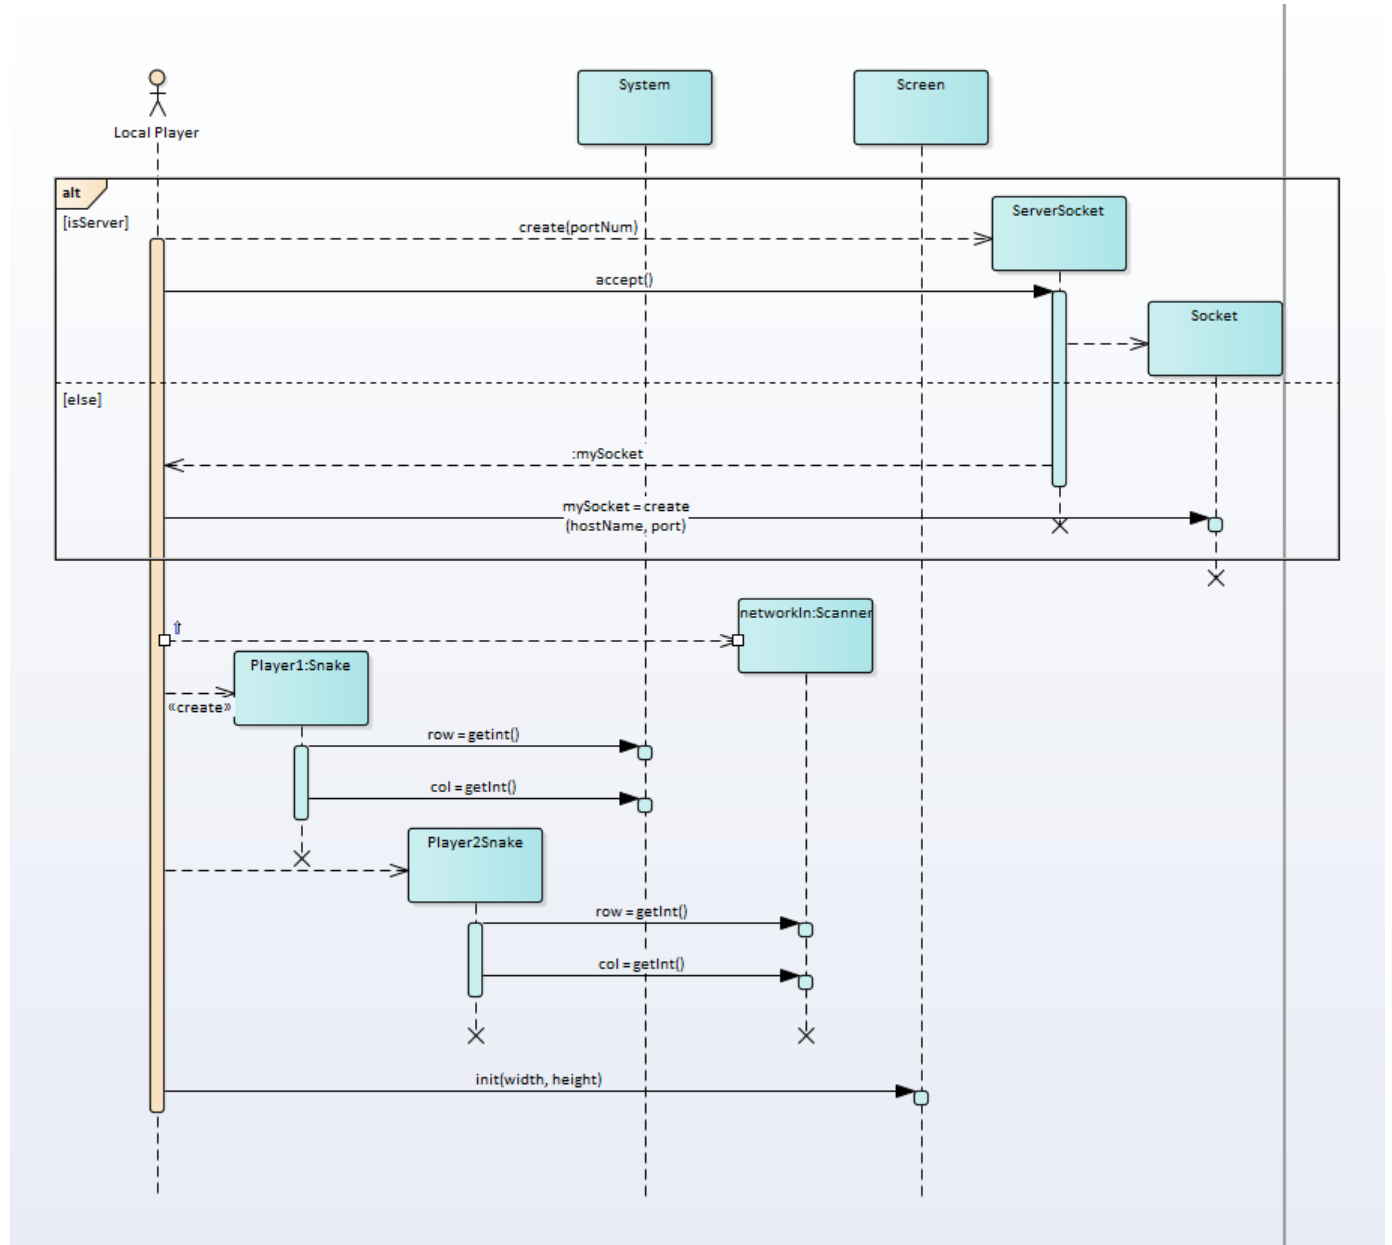 System
Screen
Local Player
alt
[isServer]
ServerSocket
create(portNum)
accept()
Socket
[else]
:mySocket
mySocket = create
(hostName, port)
networkIn:Scanner
Player1:Snake
«create»
row = getint()
col = getInt()
Player2Snake
row = getInt()
col = getInt()
init(width, height)